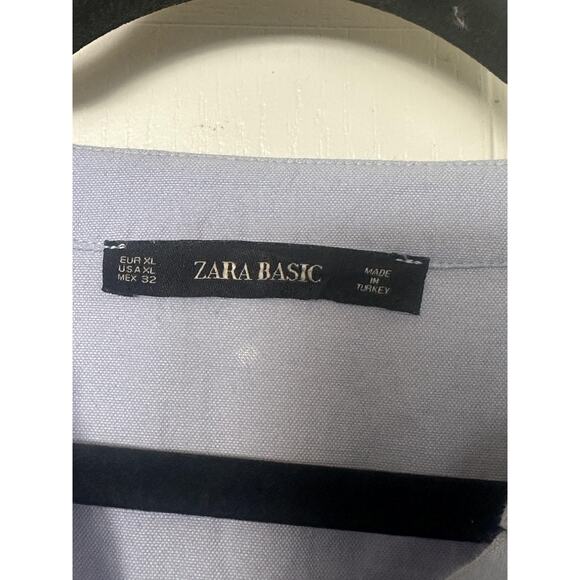 EUR XL
USA XL
MEX 32
ZARA BASIC
MADE
IN
TURKEY